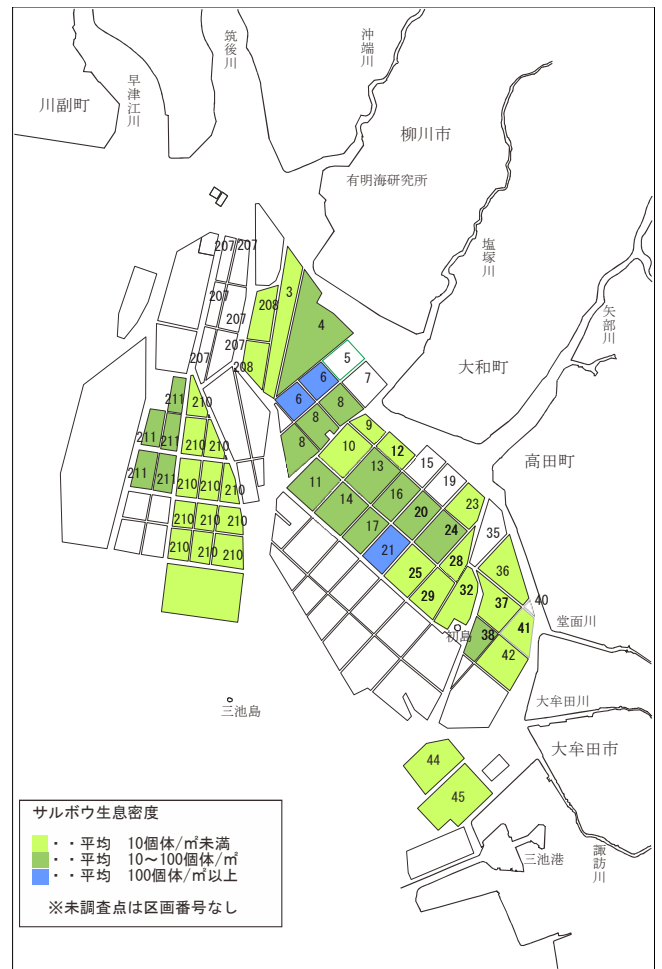 沖端川
筑後川
早津江川
川副町
柳川市
有明海研究所
塩塚川
矢部川
大和町
高田町
207
207
207
207
207
207
208
208
3
4
5
6
6
7
8
8
8
9
10
12
15
19
23
11
13
14
16
17
20
21
24
25
28
29
32
35
36
37
38
40
41
42
211
211
211
211
211
210
210
210
210
210
210
210
210
210
210
210
210
初島
堂面川
大牟田川
大牟田市
三池島
44
45
三池港
諏訪川
サルボウ生息密度
・・平均 10個体/㎡未満
・・平均 10～100個体/㎡
・・平均 100個体/㎡以上
※未調査点は区画番号なし